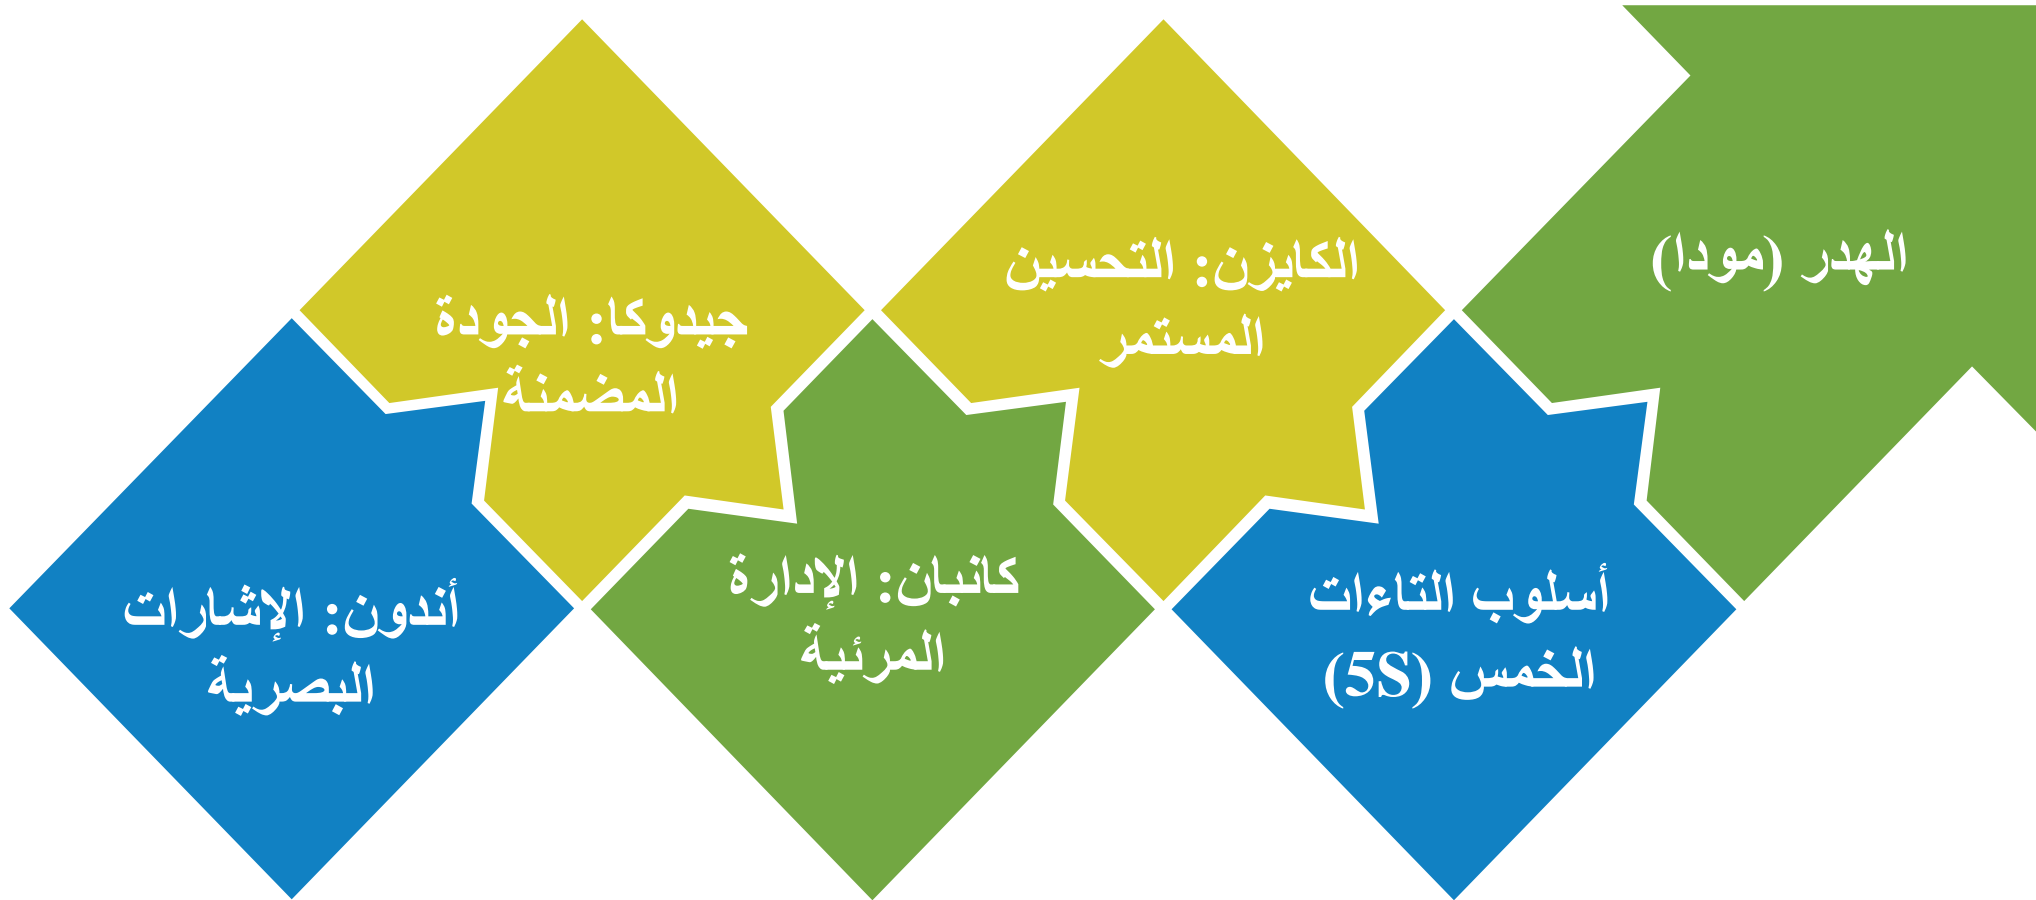 الهدر (مودا)
أسلوب التاءات
الخمس (5S)
الكايزن: التحسين
المستمر
كانبان: الإدارة
المرئية
جيدوكا: الجودة
المضمنة
أندون: الإشارات
البصرية